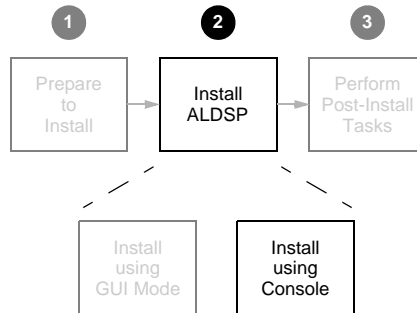 1
2
3
Prepare
to
Install
Install
ALDSP
Perform
Post-Install
Tasks
Install
using
GUI Mode
Install
using
Console